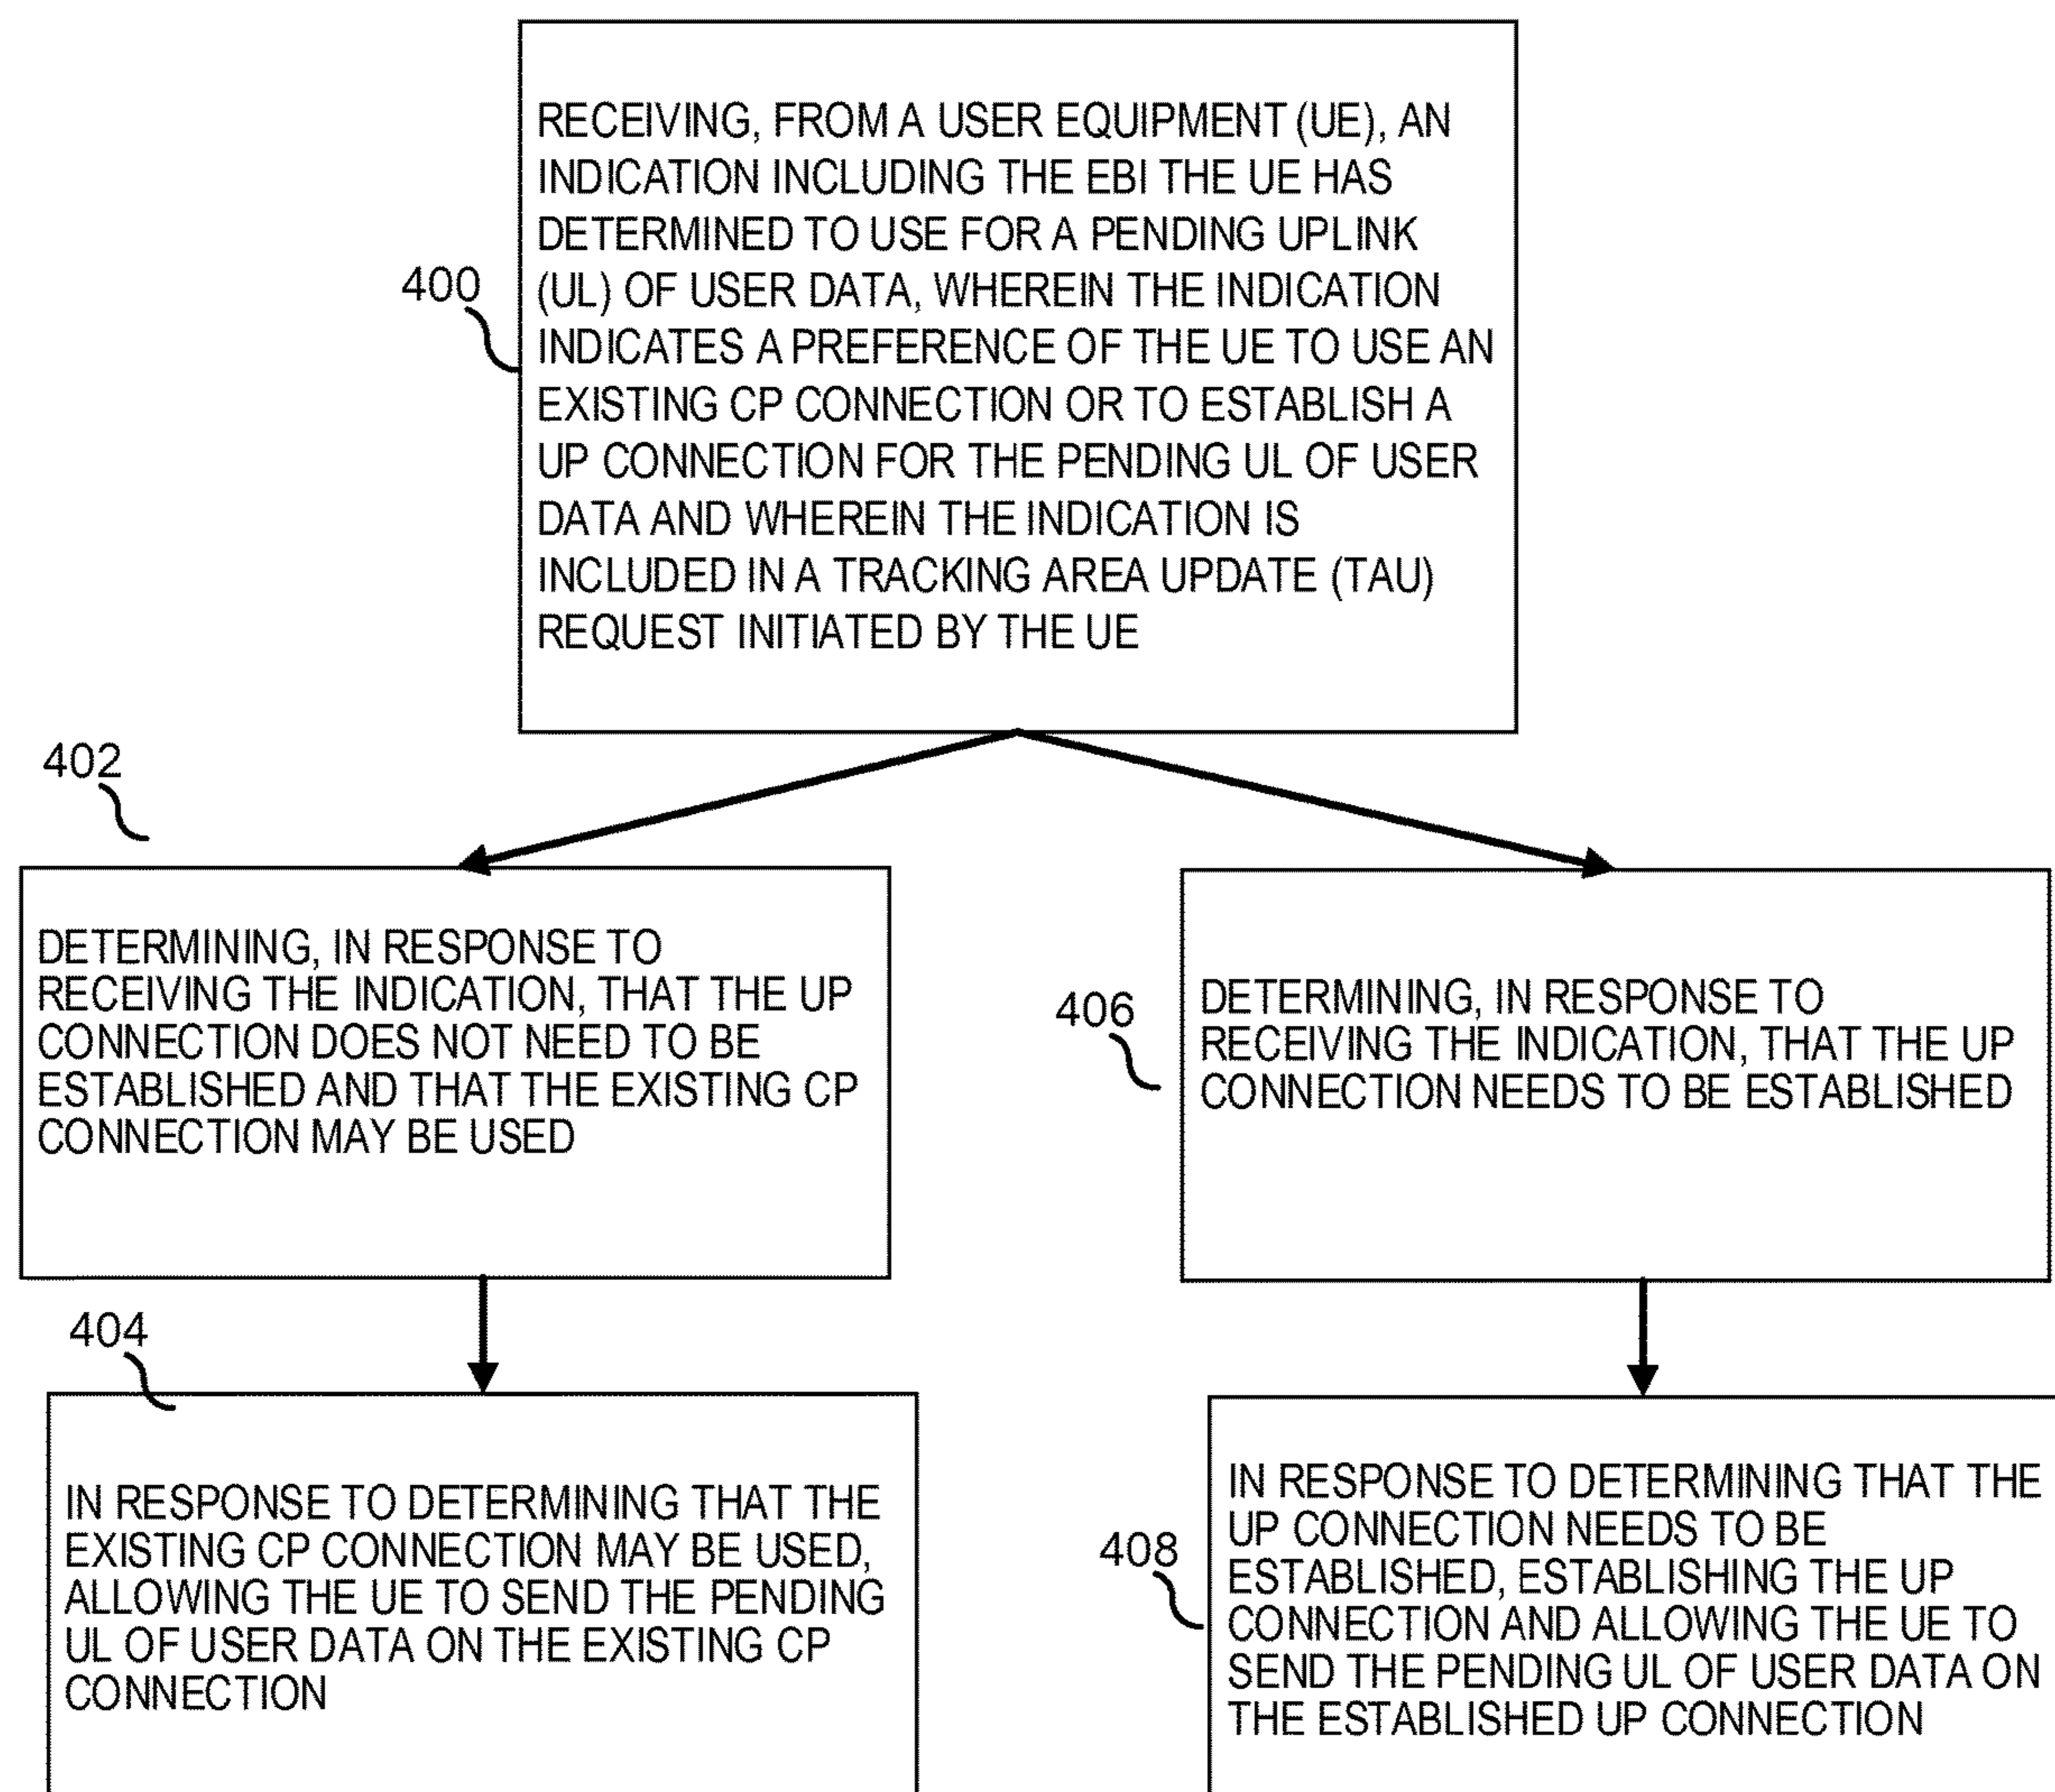 RECEIVING, FROM A USER EQUIPMENT (UE), AN
INDICATION INCLUDING THE EBI THE UE HAS
DETERMINED TO USE FOR A PENDING UPLINK
(UL) OF USER DATA, WHEREIN THE INDICATION
INDICATES A PREFERENCE OF THE UE TO USE AN
EXISTING CP CONNECTION OR TO ESTABLISH A
UP CONNECTION FOR THE PENDING UL OF USER
DATA AND WHEREIN THE INDICATION IS
INCLUDED IN A TRACKING AREA UPDATE (TAU)
REQUEST INITIATED BY THE UE
400
402
DETERMINING, IN RESPONSE TO
RECEIVING THE INDICATION, THAT THE UP
CONNECTION DOES NOT NEED TO BE
ESTABLISHED AND THAT THE EXISTING CP
CONNECTION MAY BE USED
406
DETERMINING, IN RESPONSE TO
RECEIVING THE INDICATION, THAT THE UP
CONNECTION NEEDS TO BE ESTABLISHED
404
IN RESPONSE TO DETERMINING THAT THE
EXISTING CP CONNECTION MAY BE USED,
ALLOWING THE UE TO SEND THE PENDING
UL OF USER DATA ON THE EXISTING CP
CONNECTION
408
IN RESPONSE TO DETERMINING THAT THE
UP CONNECTION NEEDS TO BE
ESTABLISHED, ESTABLISHING THE UP
CONNECTION AND ALLOWING THE UE TO
SEND THE PENDING UL OF USER DATA ON
THE ESTABLISHED UP CONNECTION